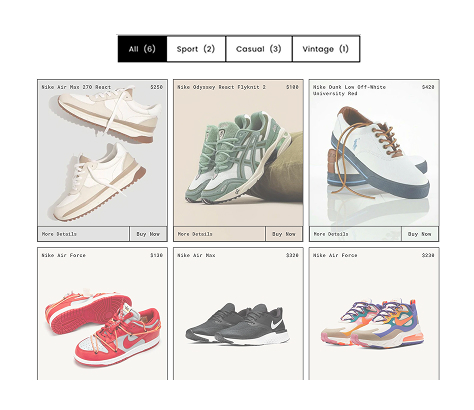 All (6) Sport (2) Casual (3) Vintage (1)
Nike Air Max 270 React $250
Nike Odyssey React Flyknit 2 $100
Nike Dunk Low Off-White $420
University Red
More Details Buy Now
More Details Buy Now
More Details Buy Now
Nike Air Force $130
Nike Air Max $320
Nike Air Force $230